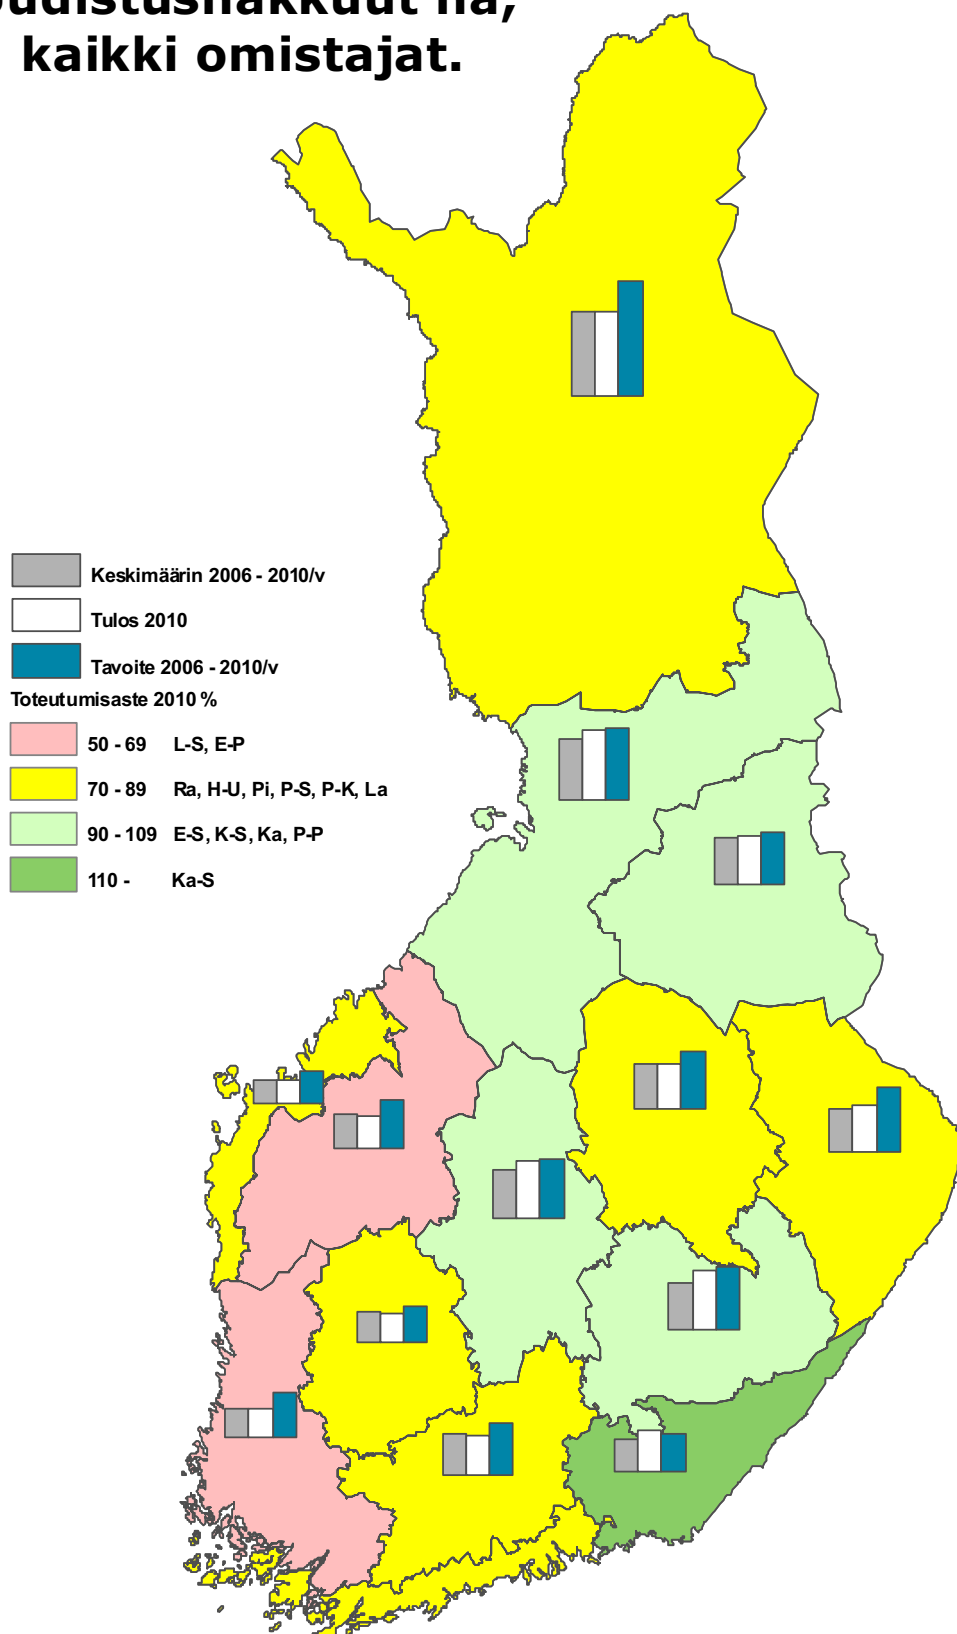 kaikki omistajat.
Keskimäärin 2006 - 2010/v
Tulos 2010
Tavoite 2006 - 2010/v
Toteutumisaste 2010 %
50 - 69 L-S, E-P
70 - 89 Ra, H-U, Pi, P-S, P-K, La
90 - 109 E-S, K-S, Ka, P-P
110 - Ka-S